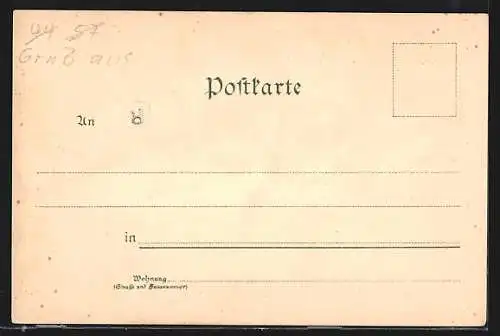 44 57
Gruß aus
Postkarte
An
in
Wohnung
(Straße und Hausnummer)